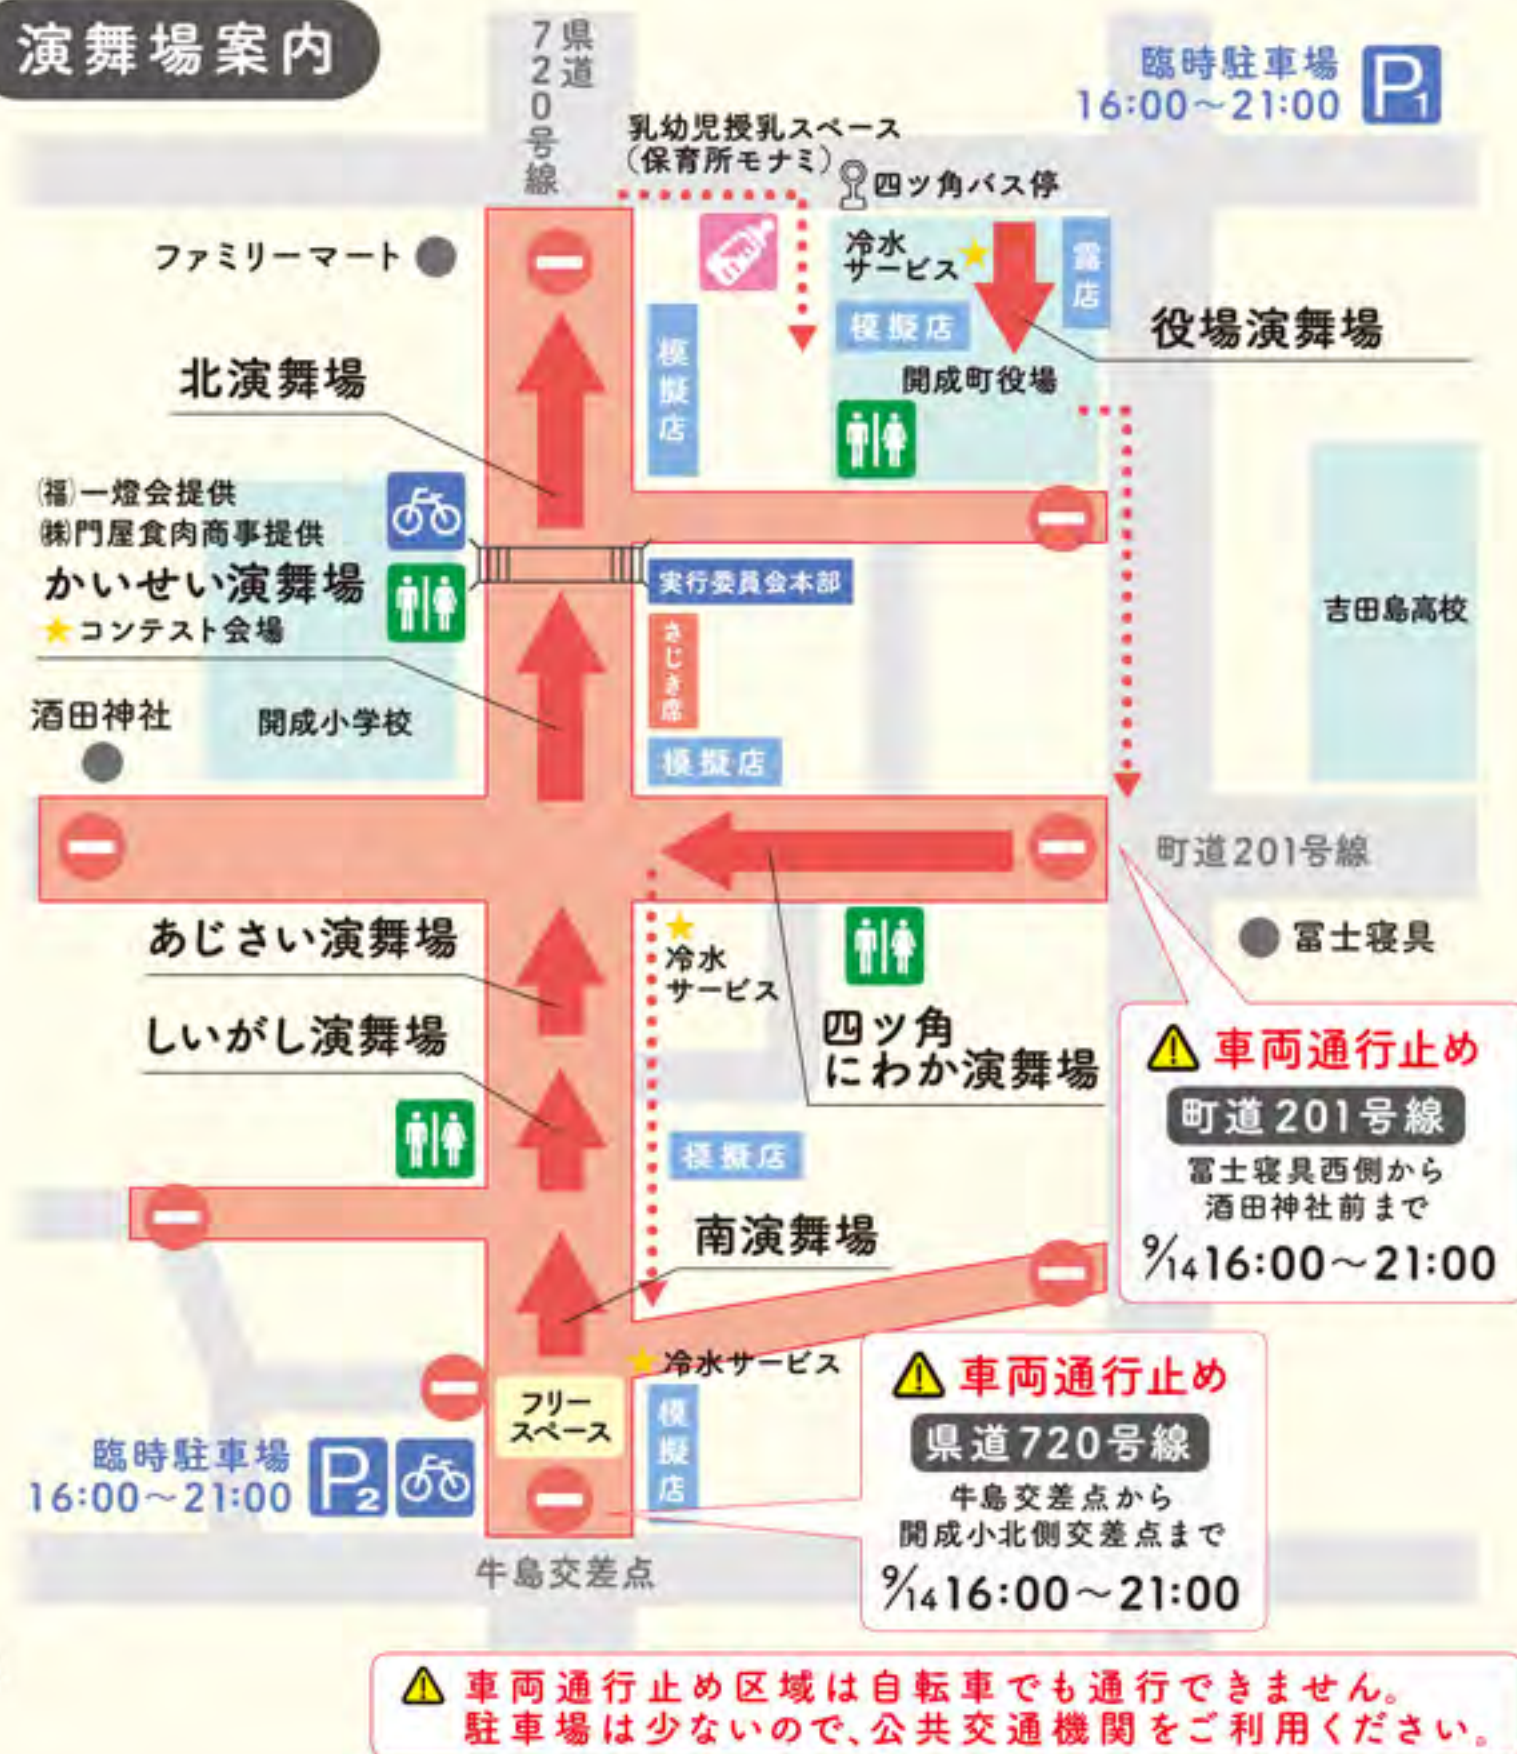 演舞場案内
県道
720号線
臨時駐車場
16:00～21:00
P1
乳幼児授乳スペース
(保育所モナミ)
四ツ角バス停
ファミリーマート
冷水
サービス
露店
模擬店
役場演舞場
模擬店
開成町役場
北演舞場
㈵一燈会提供
㈱門屋食肉商事提供
かいせい演舞場
★コンテスト会場
実行委員会本部
さじき席
吉田島高校
酒田神社
開成小学校
模擬店
町道201号線
あじさい演舞場
冷水
サービス
冨士寝具
しいがし演舞場
四ツ角
にわか演舞場
車両通行止め
町道201号線
冨士寝具西側から
酒田神社前まで
9/14 16:00～21:00
模擬店
南演舞場
冷水サービス
フリー
スペース
模擬店
臨時駐車場
16:00～21:00
P2
車両通行止め
県道720号線
牛島交差点から
開成小北側交差点まで
9/14 16:00～21:00
牛島交差点
車両通行止め区域は自転車でも通行できません。
駐車場は少ないので、公共交通機関をご利用ください。